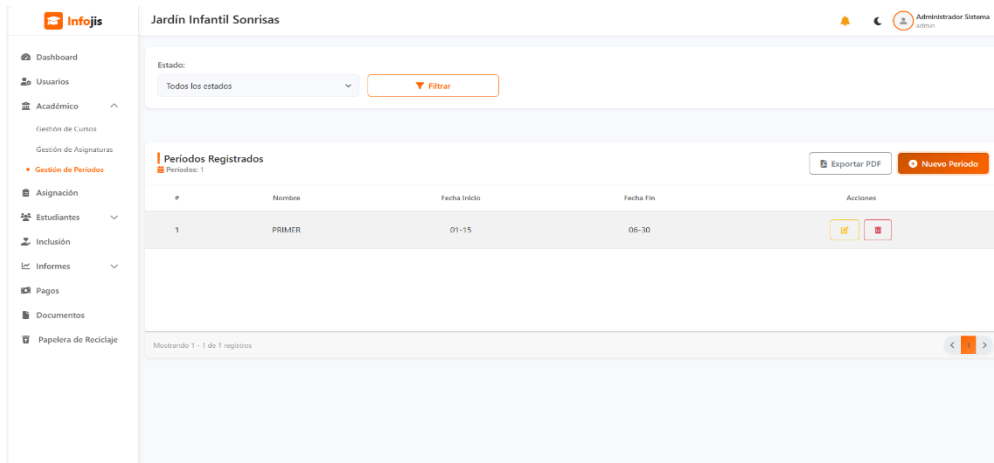 Infojis
Jardín Infantil Sonrisas
Administrador Sistema
admin
Dashboard
Usuarios
Académico
Gestión de Cursos
Gestión de Asignaturas
Gestión de Periodos
Asignación
Estudiantes
Inclusión
Informes
Pagos
Documentos
Papelera de Reciclaje
Estado:
Todos los estados
Filtrar
Períodos Registrados
Periodos: 1
Exportar PDF
Nuevo Periodo
# Nombre Fecha Inicio Fecha Fin Acciones
1 PRIMER 01-15 06-30
Mostrando 1 - 1 de 1 registros
1